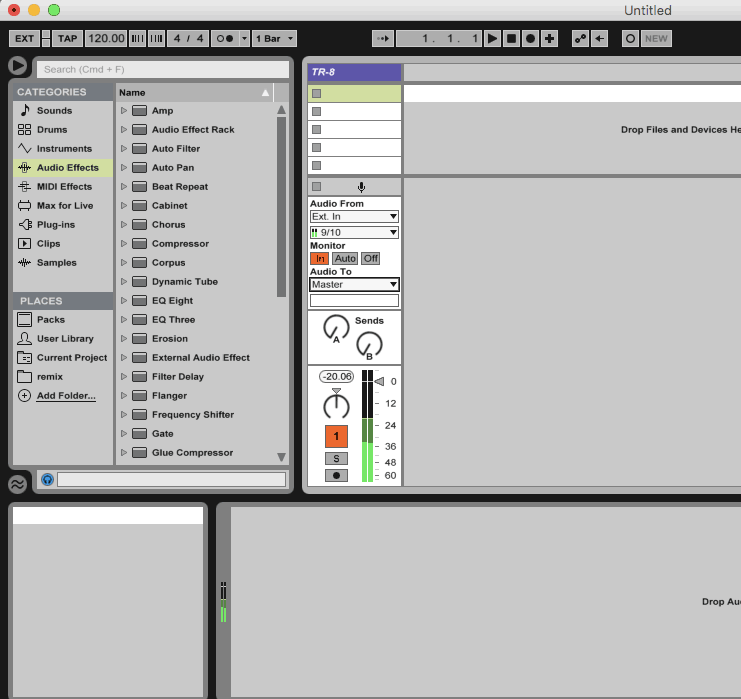 Untitled
EXT TAP 120.00 4 / 4 1 Bar 1. 1. 1 NEW
Search (Cmd + F)
CATEGORIES
Sounds
Drums
Instruments
Audio Effects
MIDI Effects
Max for Live
Plug-ins
Clips
Samples
PLACES
Packs
User Library
Current Project
remix
Add Folder...
Name
Amp
Audio Effect Rack
Auto Filter
Auto Pan
Beat Repeat
Cabinet
Chorus
Compressor
Corpus
Dynamic Tube
EQ Eight
EQ Three
Erosion
External Audio Effect
Filter Delay
Flanger
Frequency Shifter
Gate
Glue Compressor
TR-8
Drop Files and Devices He
Audio From
Ext. In
9/10
Monitor
In Auto Off
Audio To
Master
Sends
A
B
-20.06
0
12
24
1
36
S
48
60
Drop Au